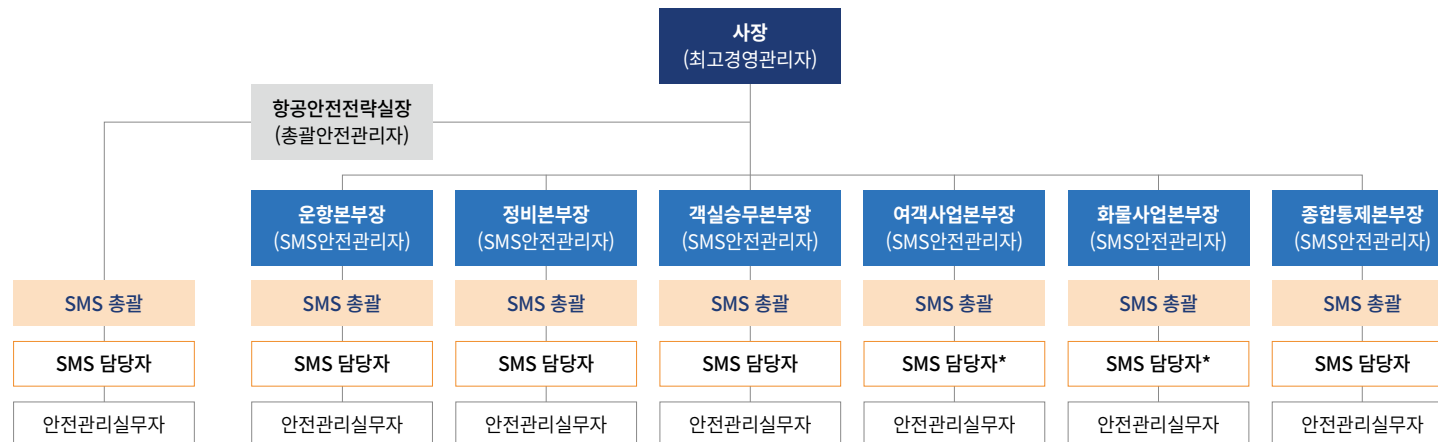 사장
(최고경영관리자)
항공안전전략실장
(총괄안전관리자)
운항본부장
(SMS안전관리자)
정비본부장
(SMS안전관리자)
객실승무본부장
(SMS안전관리자)
여객사업본부장
(SMS안전관리자)
화물사업본부장
(SMS안전관리자)
종합통제본부장
(SMS안전관리자)
SMS 총괄
SMS 총괄
SMS 총괄
SMS 총괄
SMS 총괄
SMS 총괄
SMS 총괄
SMS 담당자
SMS 담당자
SMS 담당자
SMS 담당자
SMS 담당자*
SMS 담당자*
SMS 담당자
안전관리실무자
안전관리실무자
안전관리실무자
안전관리실무자
안전관리실무자
안전관리실무자
안전관리실무자